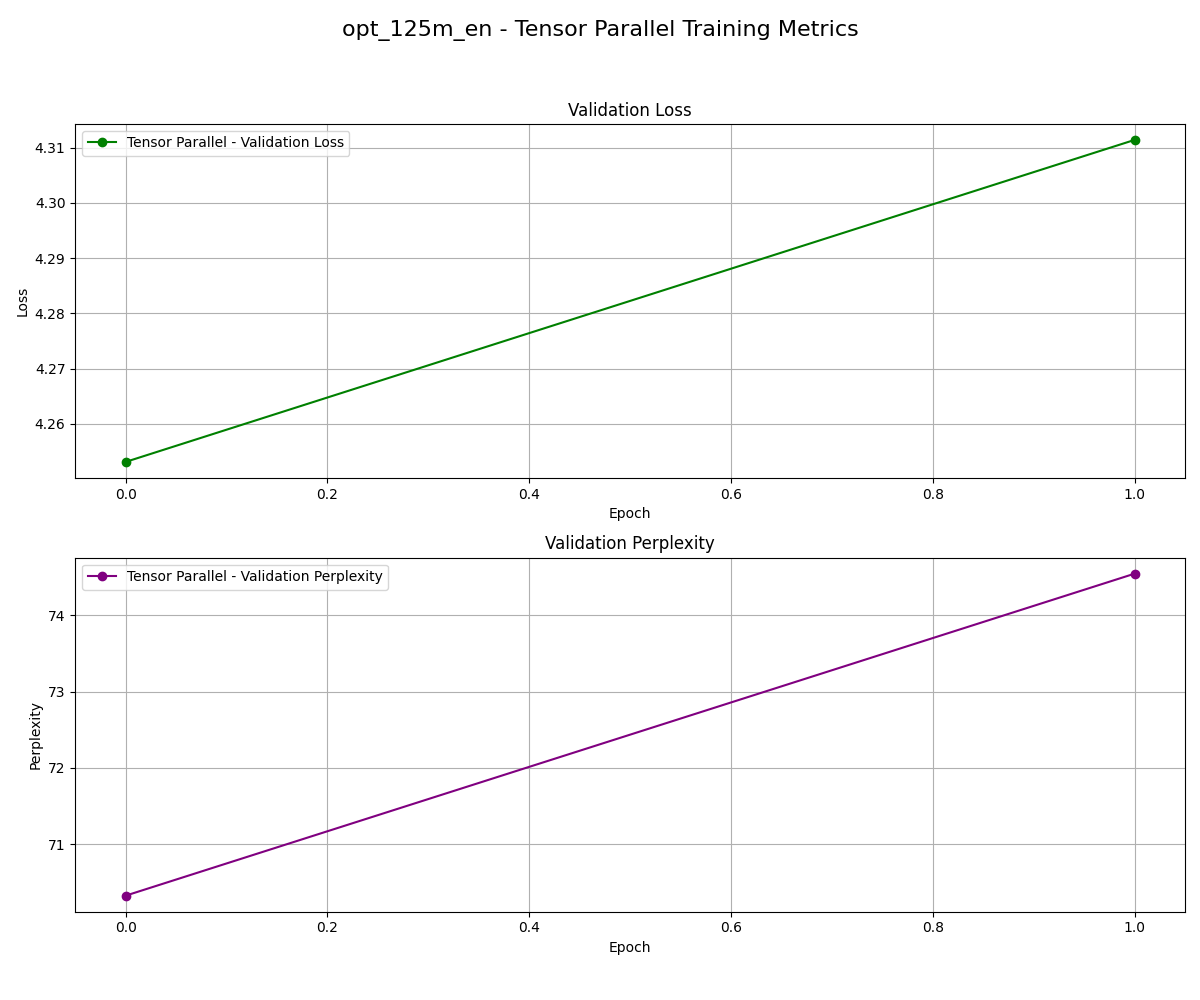 opt_125m_en - Tensor Parallel Training Metrics
Validation Loss
Tensor Parallel - Validation Loss
4.31
4.30
4.29
4.28
4.27
4.26
Loss
0.0 0.2 0.4 0.6 0.8 1.0
Epoch
Validation Perplexity
Tensor Parallel - Validation Perplexity
74
73
72
71
Perplexity
0.0 0.2 0.4 0.6 0.8 1.0
Epoch